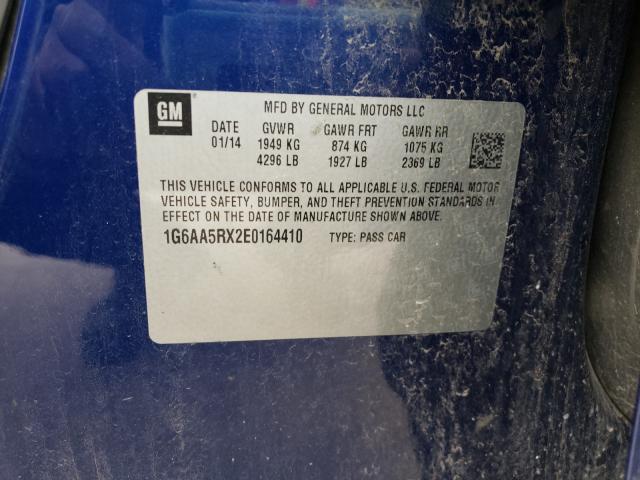 GM
MFD BY GENERAL MOTORS LLC
DATE GVWR GAWR FRT GAWR RR
01/14 1949 KG 874 KG 1075 KG
4296 LB 1927 LB 2369 LB
THIS VEHICLE CONFORMS TO ALL APPLICABLE U.S. FEDERAL MOTOR
VEHICLE SAFETY, BUMPER, AND THEFT PREVENTION STANDARDS IN
EFFECT ON THE DATE OF MANUFACTURE SHOWN ABOVE.
1G6AA5RX2E0164410 TYPE: PASS CAR